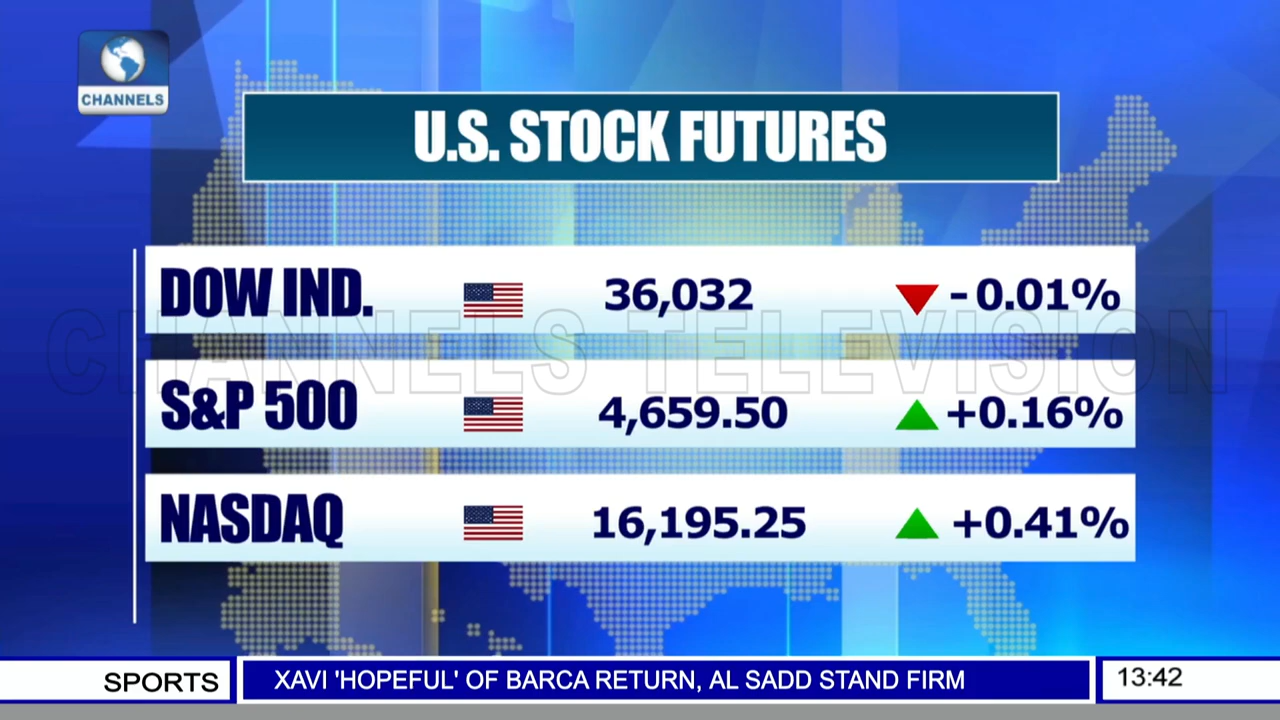 CHANNELS
U.S. STOCK FUTURES
DOW IND. 36,032 - 0.01%
CHANNELS TELEVISION
S&P 500 4,659.50 +0.16%
NASDAQ 16,195.25 +0.41%
SPORTS XAVI 'HOPEFUL' OF BARCA RETURN, AL SADD STAND FIRM 13:42